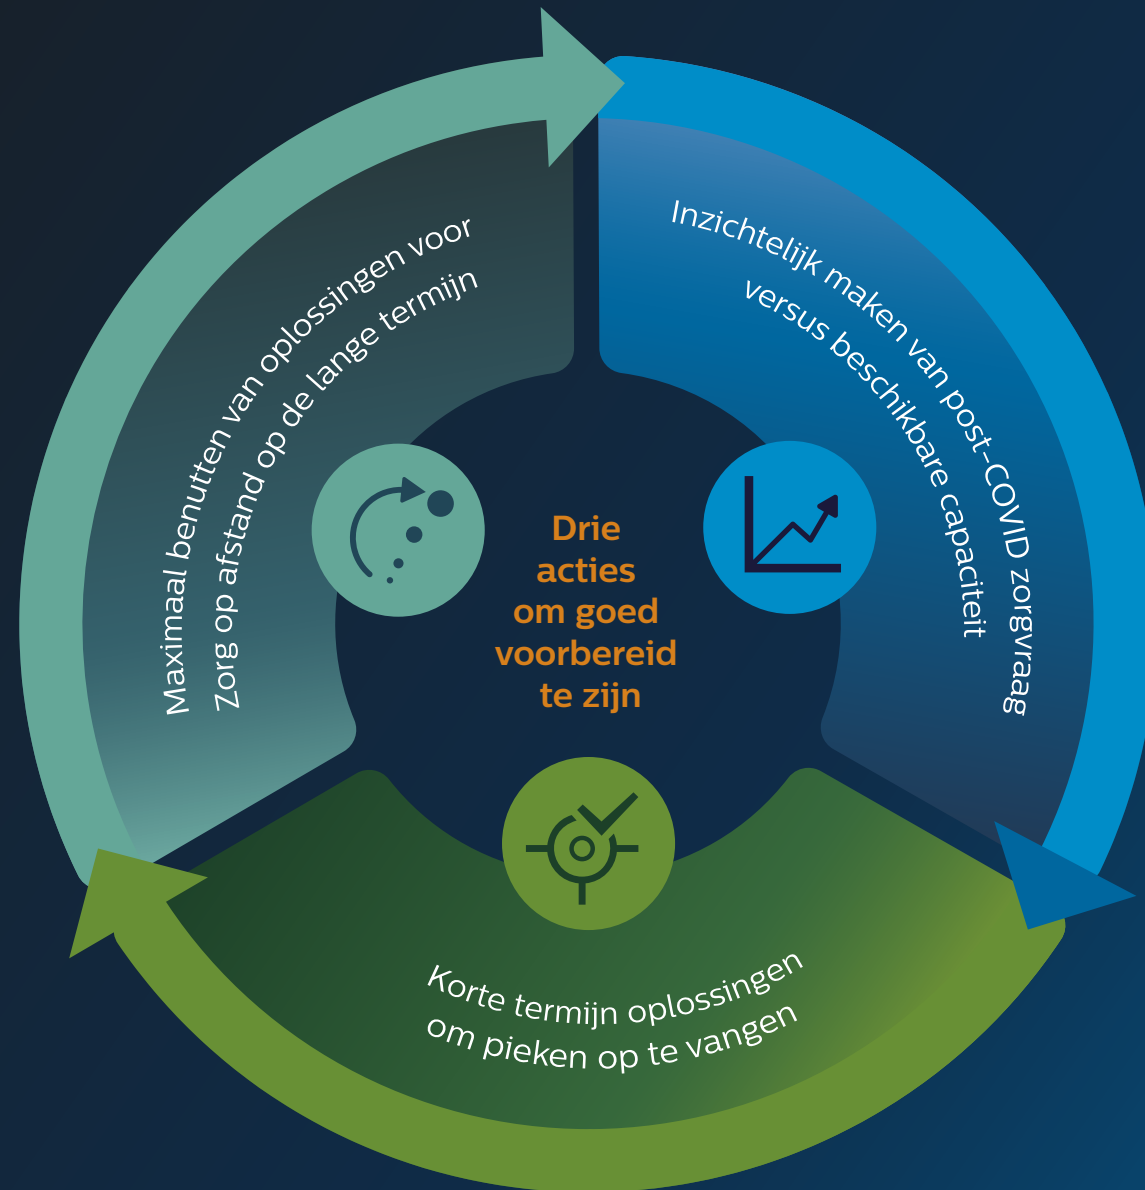 Drie
acties
om goed
voorbereid
te zijn
Inzichtelijk maken van post-COVID zorgvraag
versus beschikbare capaciteit
Korte termijn oplossingen
om pieken op te vangen
Maximaal benutten van oplossingen voor
Zorg op afstand op de lange termijn